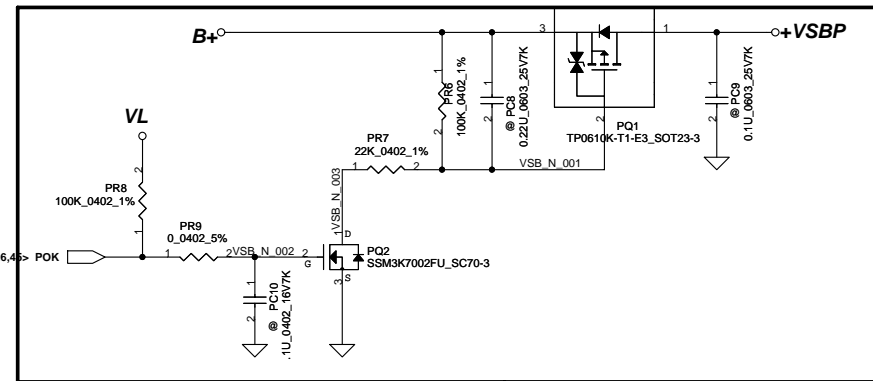 B+
3
1
+VSBP
1
2
PR6
100K_0402_1%
1
2
@ PC8
0.22U_0603_25V7K
2
PQ1
TP0610K-T1-E3_SOT23-3
1
2
@ PC9
0.1U_0603_25V7K
VL
PR7
22K_0402_1%
1
2
VSB_N_001
2
PR8
100K_0402_1%
1
VSB_N_003
PR9
0_0402_5%
6,45> POK
1
2
VSB_N_002
2
G
1
D
S
3
PQ2
SSM3K7002FU_SC70-3
1
2
@ PC10
.1U_0402_16V7K